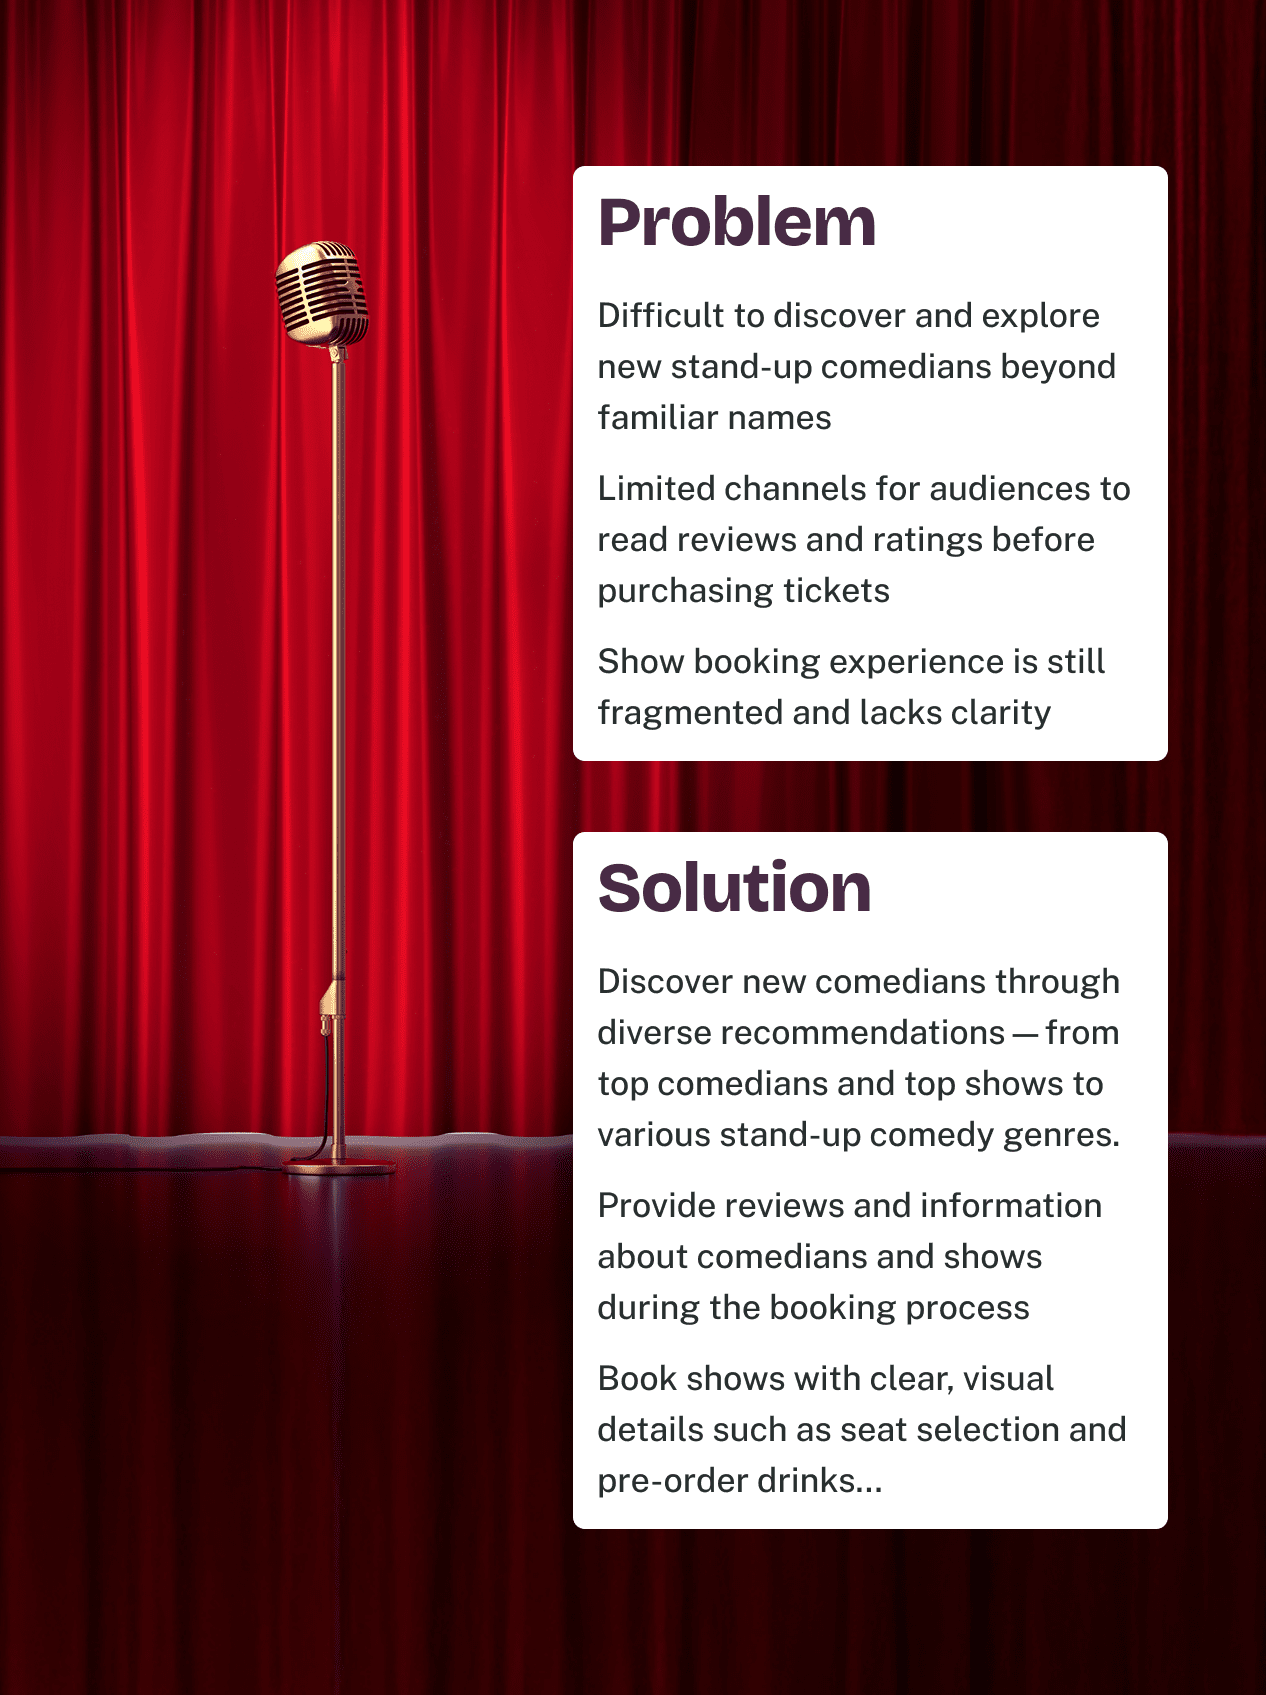 Problem
Difficult to discover and explore
new stand-up comedians beyond
familiar names
Limited channels for audiences to
read reviews and ratings before
purchasing tickets
Show booking experience is still
fragmented and lacks clarity
Solution
Discover new comedians through
diverse recommendations — from
top comedians and top shows to
various stand-up comedy genres.
Provide reviews and information
about comedians and shows
during the booking process
Book shows with clear, visual
details such as seat selection and
pre-order drinks...